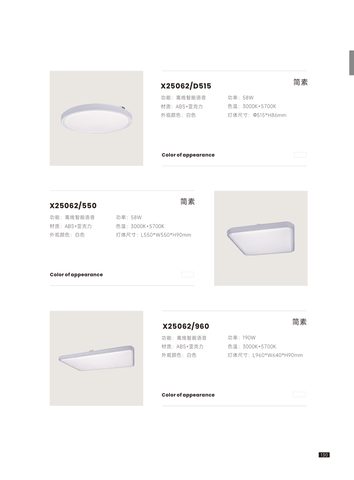 X25062/D515
简素
功能：离线智能语音
功率：58W
材质：ABS+亚克力
色温：3000K+5700K
外观颜色：白色
灯体尺寸：Φ515*H86mm
Color of appearance
X25062/550
简素
功能：离线智能语音
功率：58W
材质：ABS+亚克力
色温：3000K+5700K
外观颜色：白色
灯体尺寸：L550*W550*H90mm
Color of appearance
X25062/960
简素
功能：离线智能语音
功率：190W
材质：ABS+亚克力
色温：3000K+5700K
外观颜色：白色
灯体尺寸：L960*W640*H90mm
Color of appearance
130